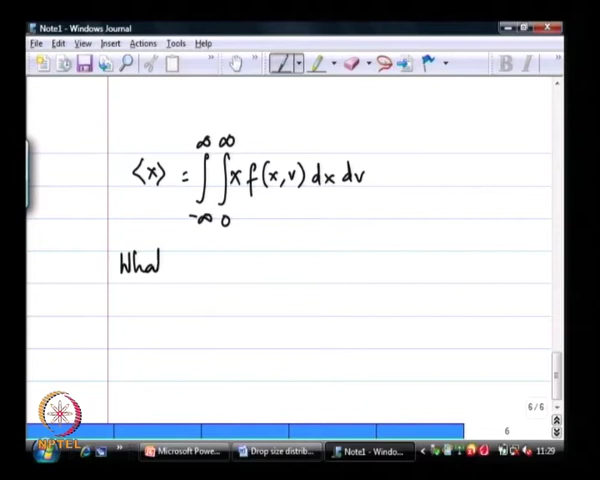 Note1 - Windows Journal
File Edit View Insert Actions Tools Help
B I
⟨x⟩ = ∫_{-∞}^{∞} ∫_{0}^{∞} x f(x,v) dx dv
What
6/6
6
NPTEL
Microsoft Powe...
Drop size distrib...
Note1 - Windo...
11:29